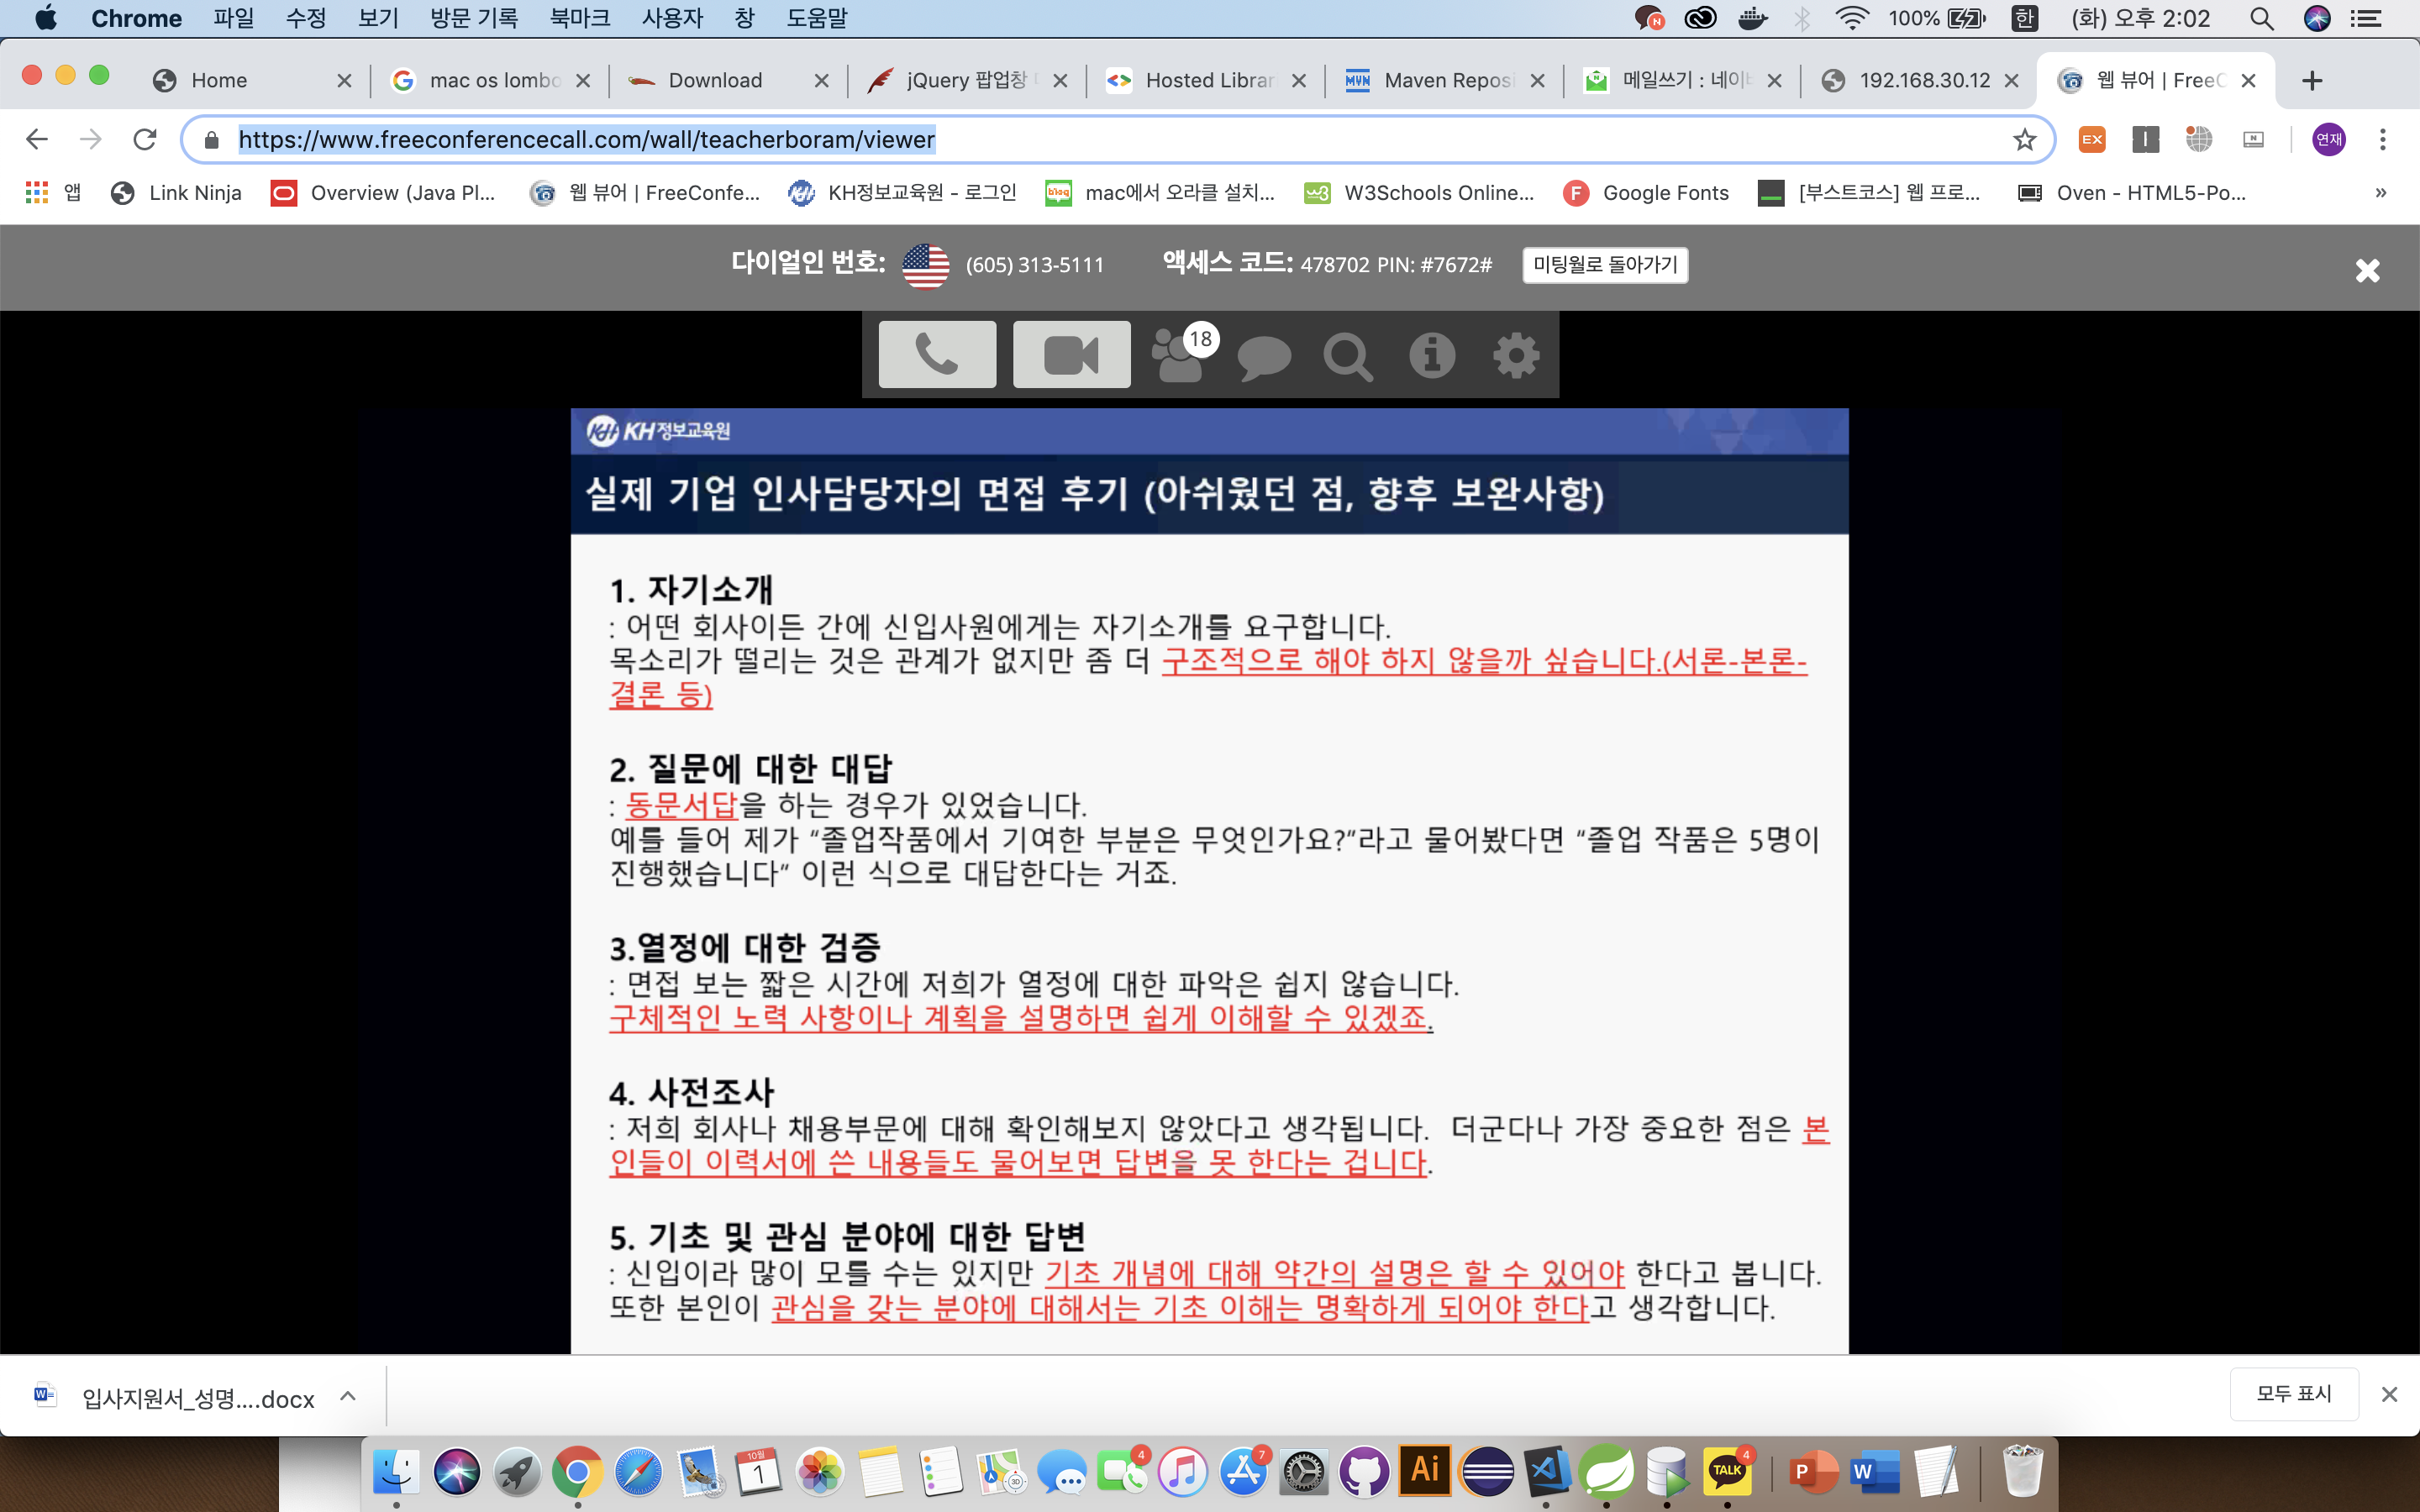 Chrome 파일 수정 보기 방문 기록 북마크 사용자 창 도움말 100% 한 (화) 오후 2:02
Home mac os lombo Download jQuery 팝업창 Hosted Librar Maven Reposi 메일쓰기 : 네이버 192.168.30.12 웹 뷰어 | FreeC
https://www.freeconferencecall.com/wall/teacherboram/viewer EX 연재
앱 Link Ninja Overview (Java Pl... 웹 뷰어 | FreeConfe... KH정보교육원 - 로그인 mac에서 오라클 설치... W3Schools Online... Google Fonts [부스트코스] 웹 프로... Oven - HTML5-Po... »
다이얼인 번호: (605) 313-5111 액세스 코드: 478702 PIN: #7672# 미팅월로 돌아가기
18
KH KH정보교육원
실제 기업 인사담당자의 면접 후기 (아쉬웠던 점, 향후 보완사항)
1. 자기소개
: 어떤 회사이든 간에 신입사원에게는 자기소개를 요구합니다.
목소리가 떨리는 것은 관계가 없지만 좀 더 구조적으로 해야 하지 않을까 싶습니다.(서론-본론-
결론 등)
2. 질문에 대한 대답
: 동문서답을 하는 경우가 있었습니다.
예를 들어 제가 “졸업작품에서 기여한 부분은 무엇인가요?“라고 물어봤다면 “졸업 작품은 5명이
진행했습니다“ 이런 식으로 대답한다는 거죠.
3.열정에 대한 검증
: 면접 보는 짧은 시간에 저희가 열정에 대한 파악은 쉽지 않습니다.
구체적인 노력 사항이나 계획을 설명하면 쉽게 이해할 수 있겠죠.
4. 사전조사
: 저희 회사나 채용부문에 대해 확인해보지 않았다고 생각됩니다. 더군다나 가장 중요한 점은 본
인들이 이력서에 쓴 내용들도 물어보면 답변을 못 한다는 겁니다.
5. 기초 및 관심 분야에 대한 답변
: 신입이라 많이 모를 수는 있지만 기초 개념에 대해 약간의 설명은 할 수 있어야 한다고 봅니다.
또한 본인이 관심을 갖는 분야에 대해서는 기초 이해는 명확하게 되어야 한다고 생각합니다.
입사지원서_성명....docx 모두 표시
10월 1 3D 4 7 Ai TALK 4 P W